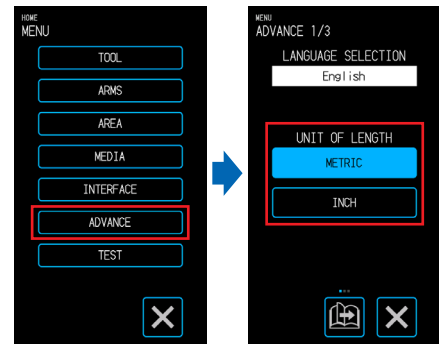 HOME
MENU
TOOL
ARMS
AREA
MEDIA
INTERFACE
ADVANCE
TEST
MENU
ADVANCE 1/3
LANGUAGE SELECTION
English
UNIT OF LENGTH
METRIC
INCH